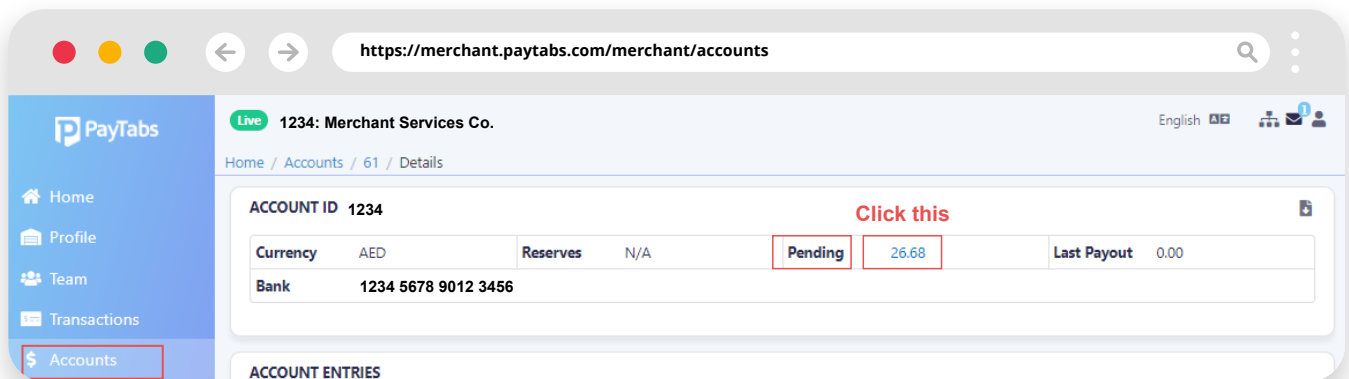 https://merchant.paytabs.com/merchant/accounts
PayTabs
Live 1234: Merchant Services Co.
English
1
Home / Accounts / 61 / Details
Home
Profile
Team
Transactions
$ Accounts
ACCOUNT ID 1234
Click this
Currency AED Reserves N/A Pending 26.68 Last Payout 0.00
Bank 1234 5678 9012 3456
ACCOUNT ENTRIES